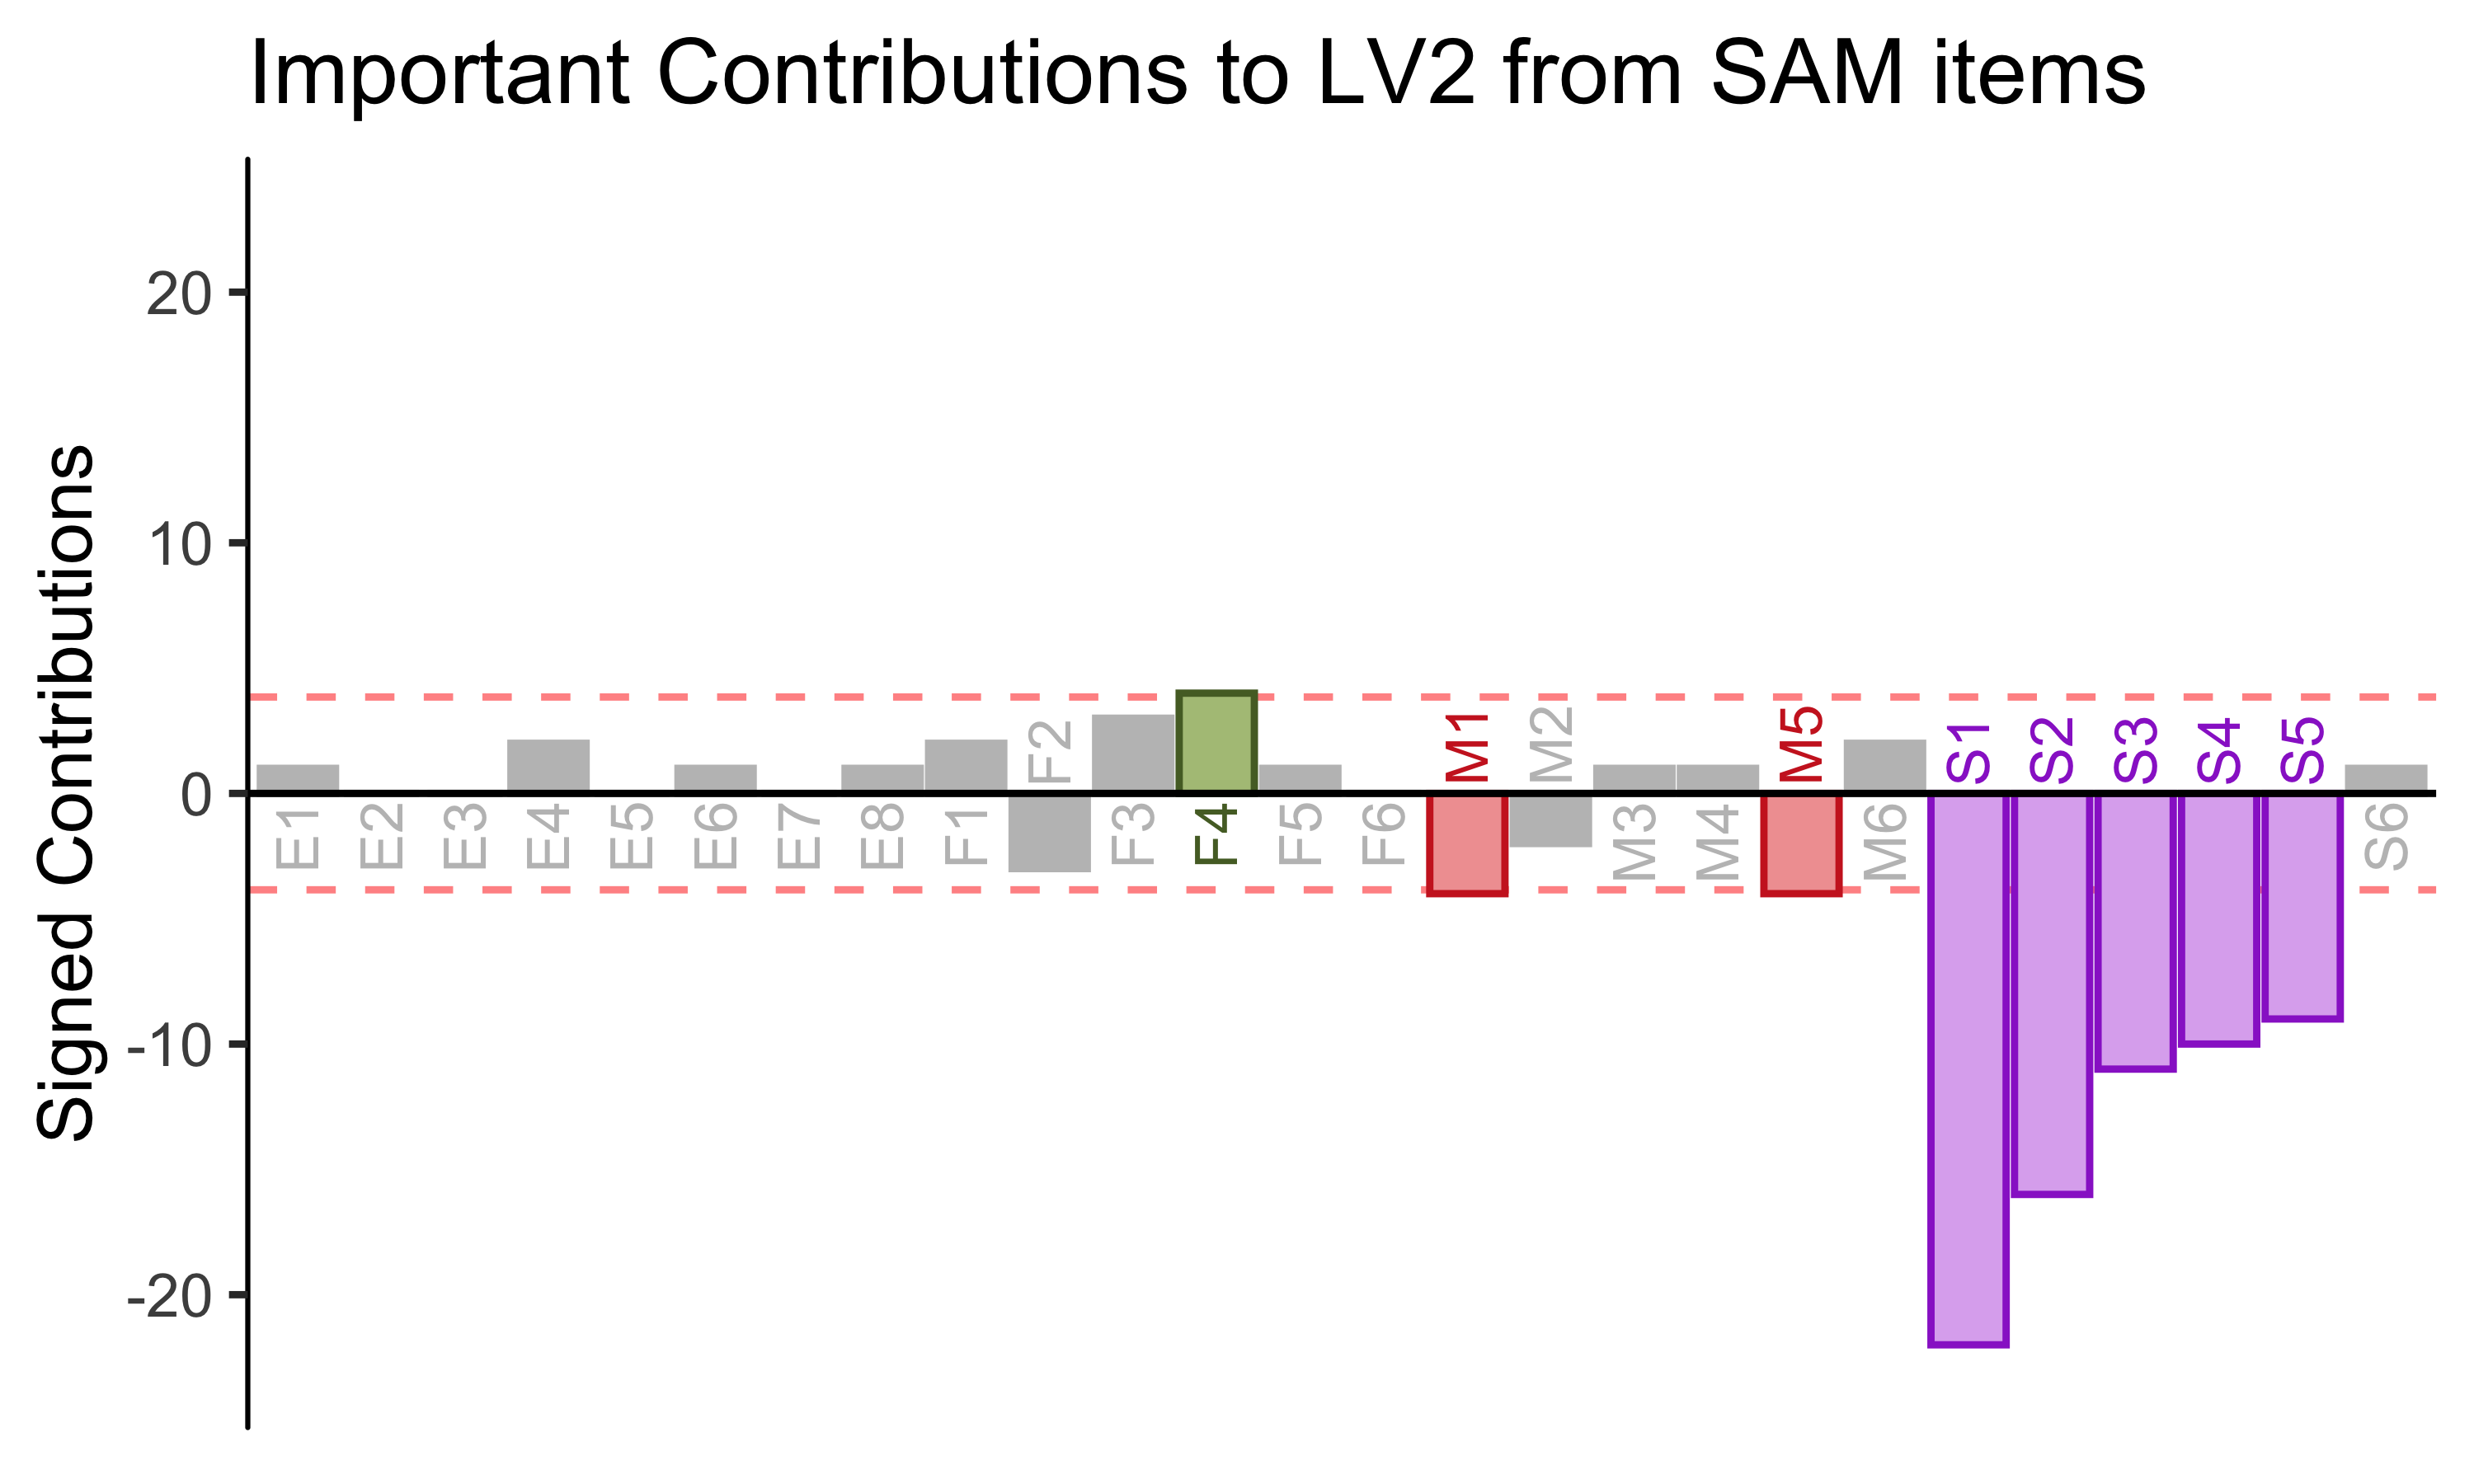 Important Contributions to LV2 from SAM items
Signed Contributions
20
10
0
-10
-20
E1
E2
E3
E4
E5
E6
E7
E8
F1
F2
F3
F4
F5
F6
M1
M2
M3
M4
M5
M6
S1
S2
S3
S4
S5
S6